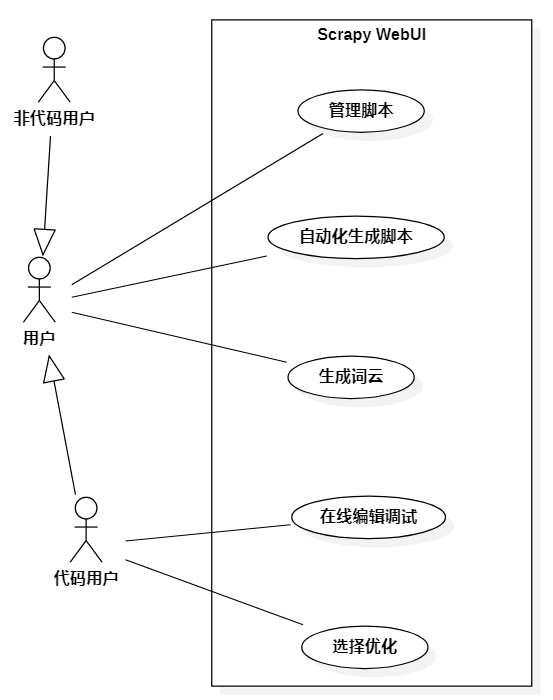 Scrapy WebUI
非代码用户
管理脚本
自动化生成脚本
用户
生成词云
在线编辑调试
代码用户
选择优化